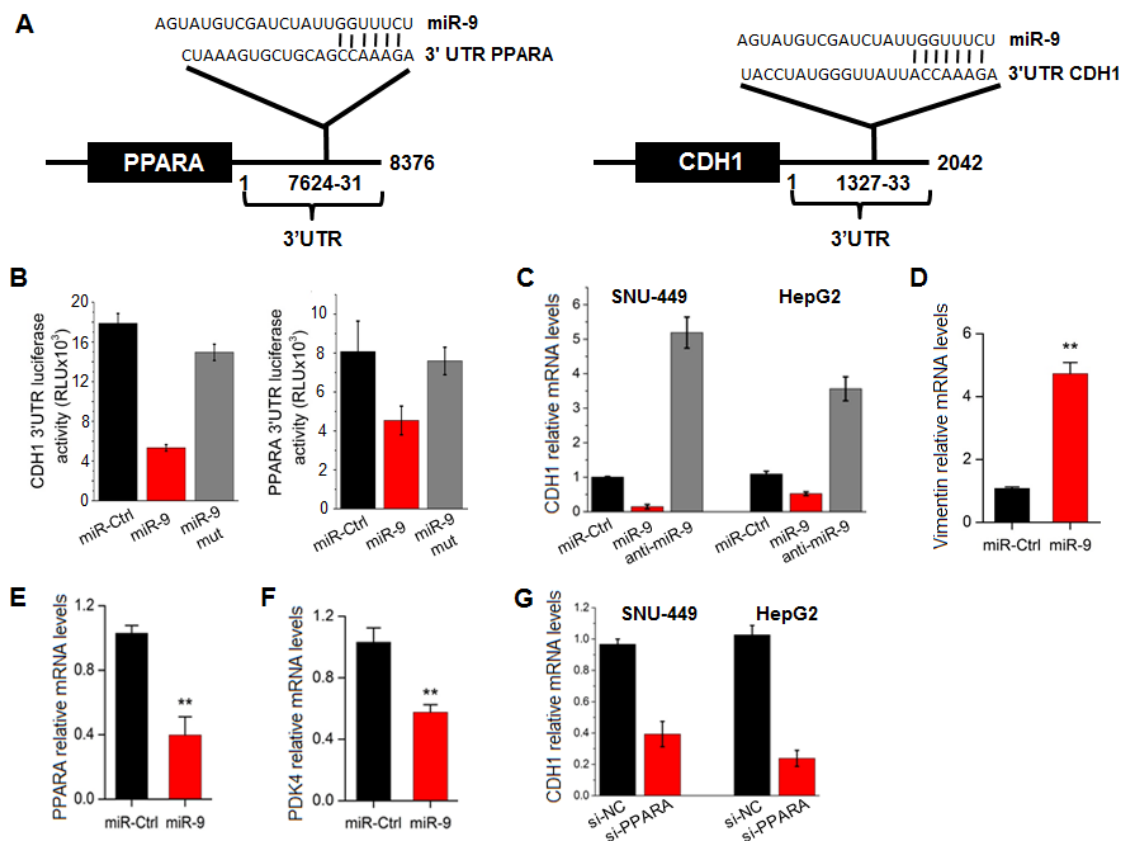 A
AGUAUGUCGAUCUAUUGGUUUCU miR-9
CUAAAGUGCUGCAGCCAAAGA 3' UTR PPARA
PPARA
8376
1 7624-31
3'UTR
AGUAUGUCGAUCUAUUGGUUUCU miR-9
UACCUAUGGGUUAUUACCAAAGA 3'UTR CDH1
CDH1
2042
1 1327-33
3'UTR
B
CDH1 3'UTR luciferase
activity (RLUx10³)
20
16
12
8
4
0
miR-Ctrl
miR-9
miR-9
mut
PPARA 3'UTR luciferase
activity (RLUx10³)
10
8
6
4
2
0
miR-Ctrl
miR-9
miR-9
mut
C
SNU-449 HepG2
CDH1 relative mRNA levels
6
5
4
3
2
1
0
miR-Ctrl
miR-9
anti-miR-9
miR-Ctrl
miR-9
anti-miR-9
D
Vimentin relative mRNA levels
6
4
2
0
**
miR-Ctrl miR-9
E
PPARA relative mRNA levels
1.2
0.8
0.4
0.0
**
miR-Ctrl miR-9
F
PDK4 relative mRNA levels
1.2
0.9
0.6
0.3
0.0
**
miR-Ctrl miR-9
G
SNU-449 HepG2
CDH1 relative mRNA levels
1.2
1.0
0.8
0.6
0.4
0.2
0.0
si-NC
si-PPARA
si-NC
si-PPARA